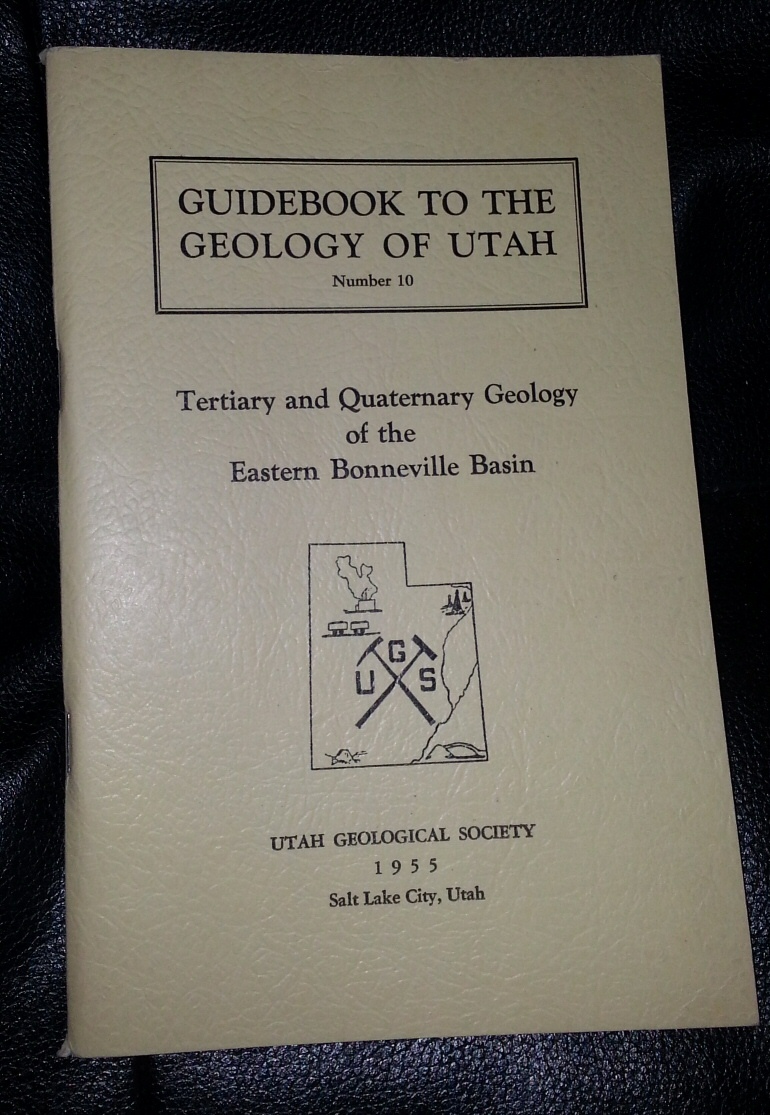 GUIDEBOOK TO THE
GEOLOGY OF UTAH
Number 10
Tertiary and Quaternary Geology
of the
Eastern Bonneville Basin
U G S
UTAH GEOLOGICAL SOCIETY
1955
Salt Lake City, Utah